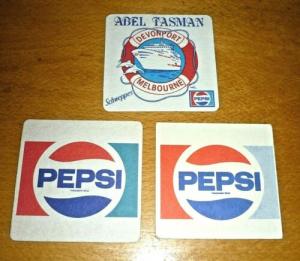 ABEL TASMAN
DEVONPORT
MELBOURNE
Schweppes
PEPSI
PEPSI
PEPSI